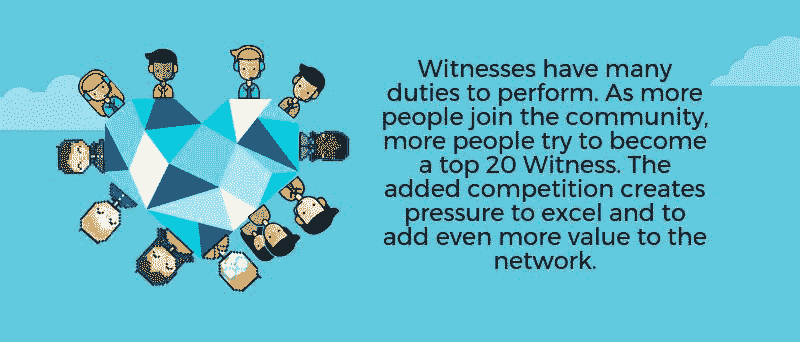 Witnesses have many
duties to perform. As more
people join the community,
more people try to become
a top 20 Witness. The
added competition creates
pressure to excel and to
add even more value to the
network.